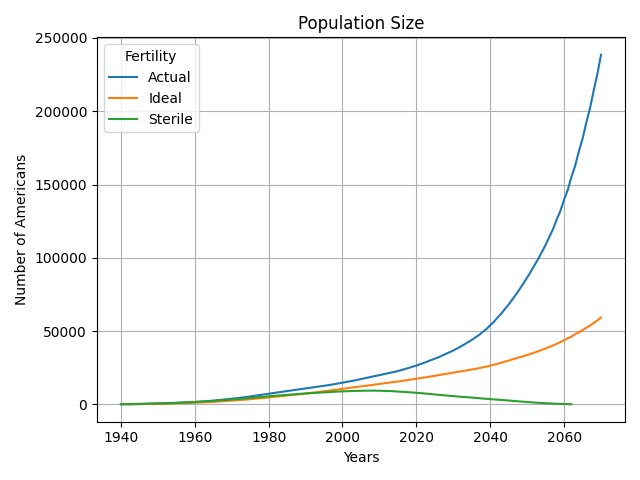 Population Size
Fertility
Actual
Ideal
Sterile
Number of Americans
250000
200000
150000
100000
50000
0
1940 1960 1980 2000 2020 2040 2060
Years